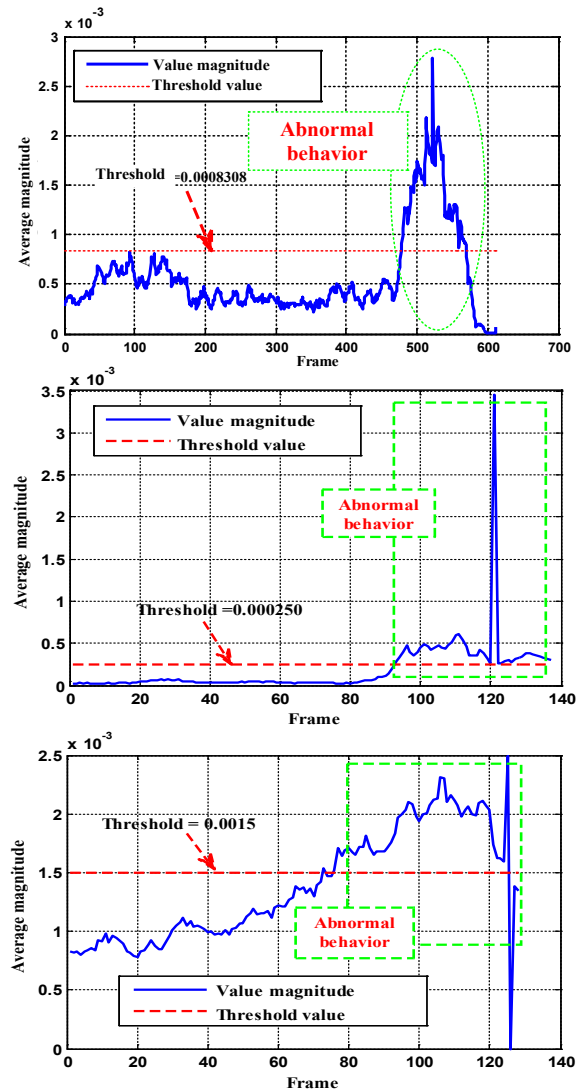 x 10⁻³
3
2.5
2
1.5
1
0.5
0
Average magnitude
Value magnitude
Threshold value
Abnormal
behavior
Threshold =0.0008308
0 100 200 300 400 500 600 700
Frame
x 10⁻³
3.5
3
2.5
2
1.5
1
0.5
0
Average magnitude
Value magnitude
Threshold value
Abnormal
behavior
Threshold =0.000250
0 20 40 60 80 100 120 140
Frame
x 10⁻³
2.5
2
1.5
1
0.5
0
Average magnitude
Threshold = 0.0015
Abnormal
behavior
Value magnitude
Threshold value
0 20 40 60 80 100 120 140
Frame